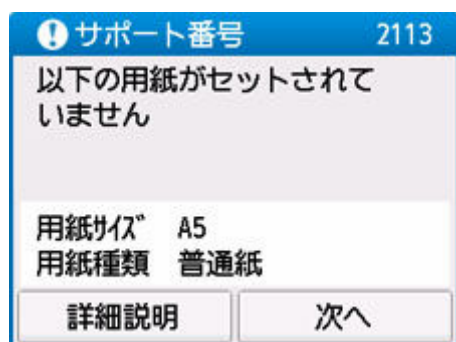 サポート番号 2113
以下の用紙がセットされて
いません
用紙ｻｲｽﾞ A5
用紙種類 普通紙
詳細説明 次へ